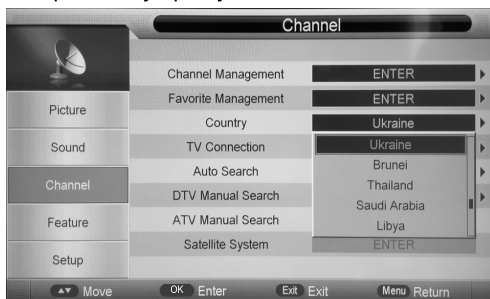 Channel
Picture
Sound
Channel
Feature
Setup
Channel Management ENTER
Favorite Management ENTER
Country Ukraine
TV Connection
Auto Search
DTV Manual Search
ATV Manual Search
Satellite System ENTER
Ukraine
Brunei
Thailand
Saudi Arabia
Libya
Move OK Enter Exit Exit Menu Return